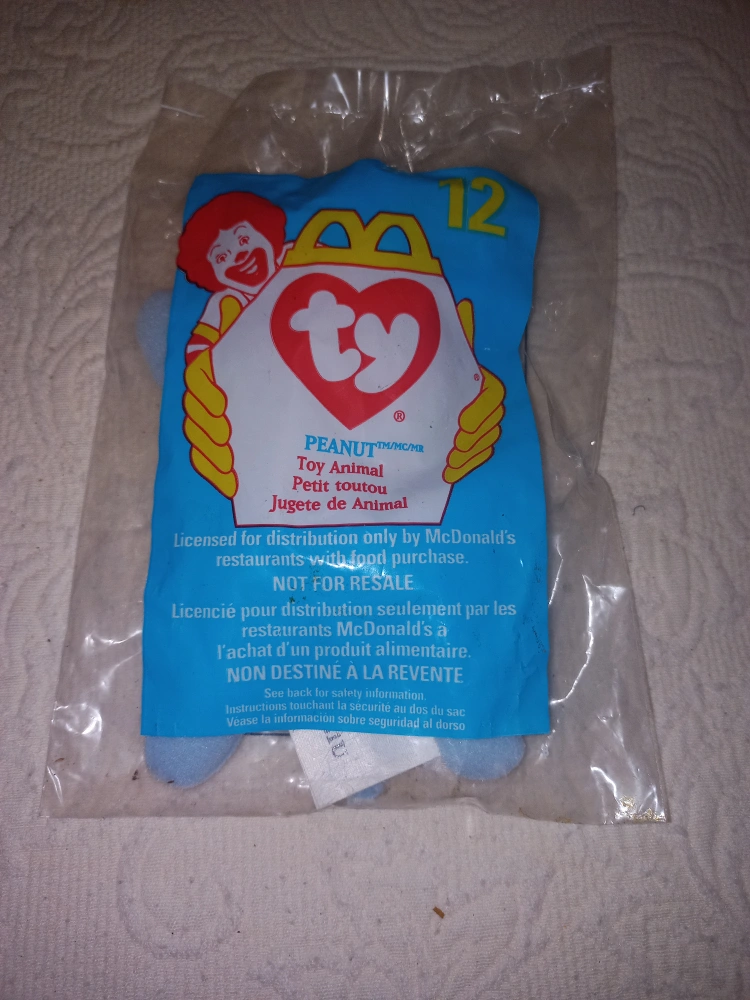 12
ty
®
PEANUT™/MC/MR
Toy Animal
Petit toutou
Jugete de Animal
Licensed for distribution only by McDonald's
restaurants with food purchase.
NOT FOR RESALE
Licencié pour distribution seulement par les
restaurants McDonald's à
l'achat d'un produit alimentaire.
NON DESTINÉ À LA REVENTE
See back for safety information.
Instructions touchant la sécurité au dos du sac
Véase la información sobre seguridad al dorso